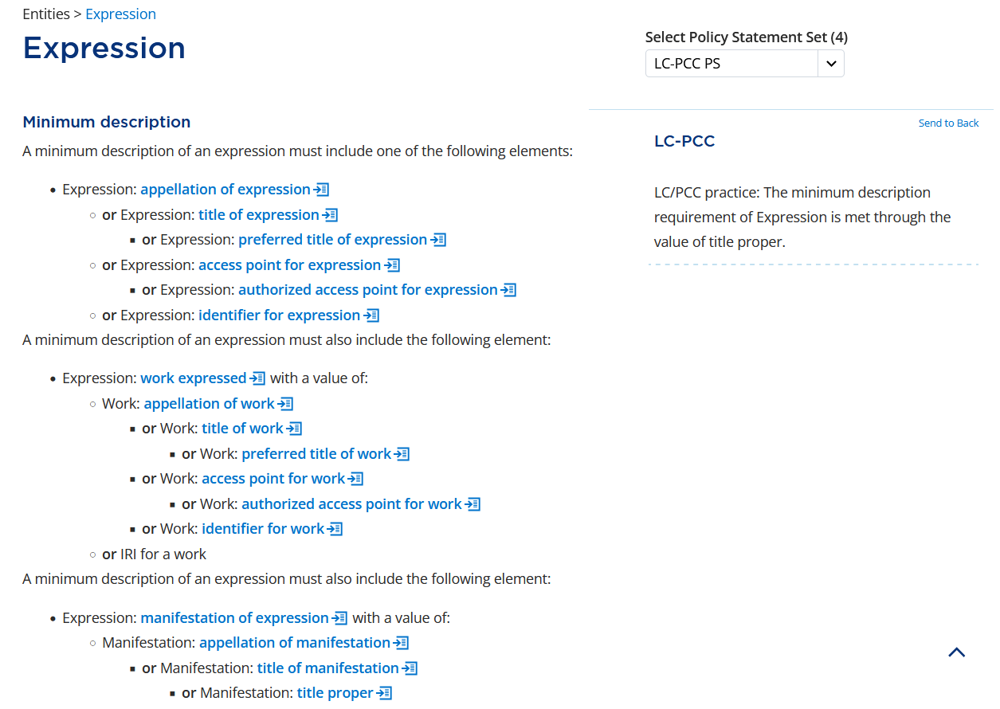 Entities > Expression
Expression
Select Policy Statement Set (4)
LC-PCC PS
Minimum description
A minimum description of an expression must include one of the following elements:
• Expression: appellation of expression
○ or Expression: title of expression
▪ or Expression: preferred title of expression
○ or Expression: access point for expression
▪ or Expression: authorized access point for expression
○ or Expression: identifier for expression
A minimum description of an expression must also include the following element:
• Expression: work expressed with a value of:
○ Work: appellation of work
▪ or Work: title of work
▪ or Work: preferred title of work
▪ or Work: access point for work
▪ or Work: authorized access point for work
▪ or Work: identifier for work
○ or IRI for a work
A minimum description of an expression must also include the following element:
• Expression: manifestation of expression with a value of:
○ Manifestation: appellation of manifestation
▪ or Manifestation: title of manifestation
▪ or Manifestation: title proper
Send to Back
LC-PCC
LC/PCC practice: The minimum description
requirement of Expression is met through the
value of title proper.